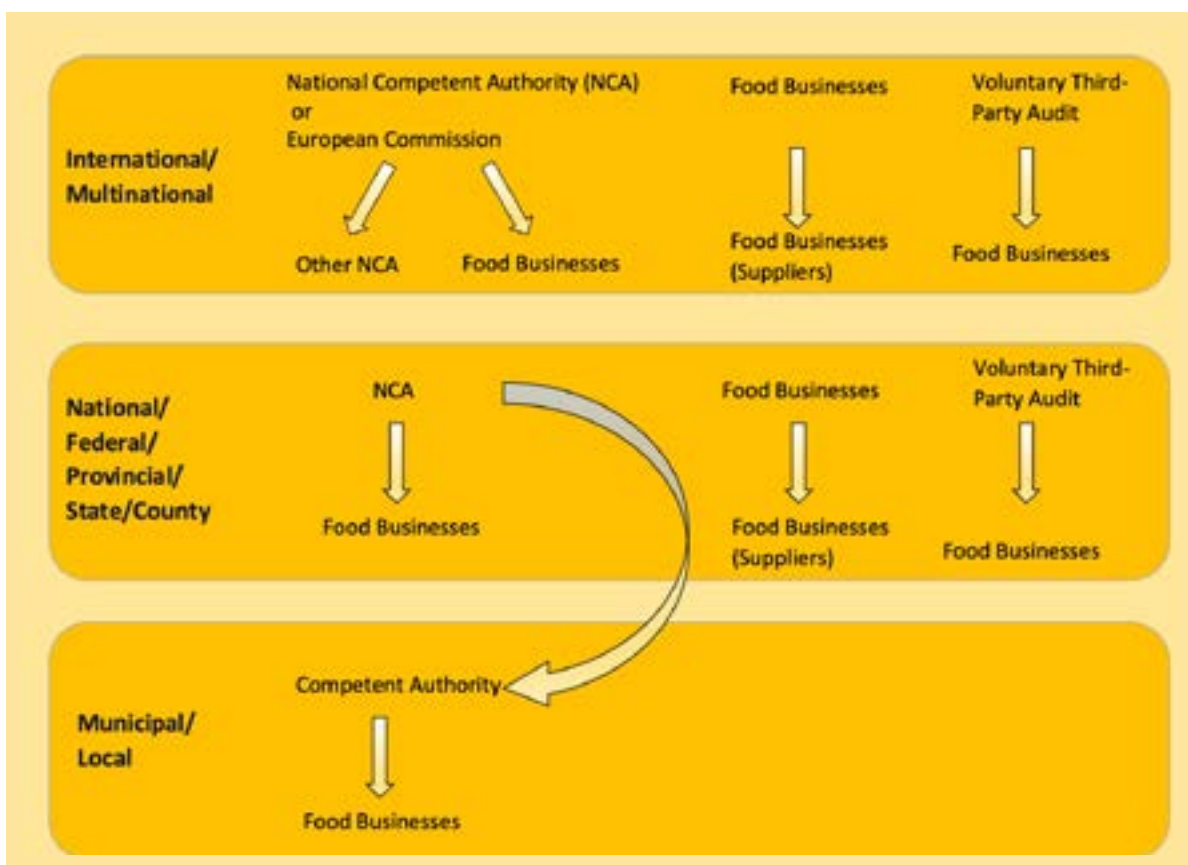 International/
Multinational
National Competent Authority (NCA)
or
European Commission
Other NCA
Food Businesses
Food Businesses
Food Businesses
(Suppliers)
Voluntary Third-
Party Audit
Food Businesses
National/
Federal/
Provincial/
State/County
NCA
Food Businesses
Food Businesses
Food Businesses
(Suppliers)
Voluntary Third-
Party Audit
Food Businesses
Municipal/
Local
Competent Authority
Food Businesses